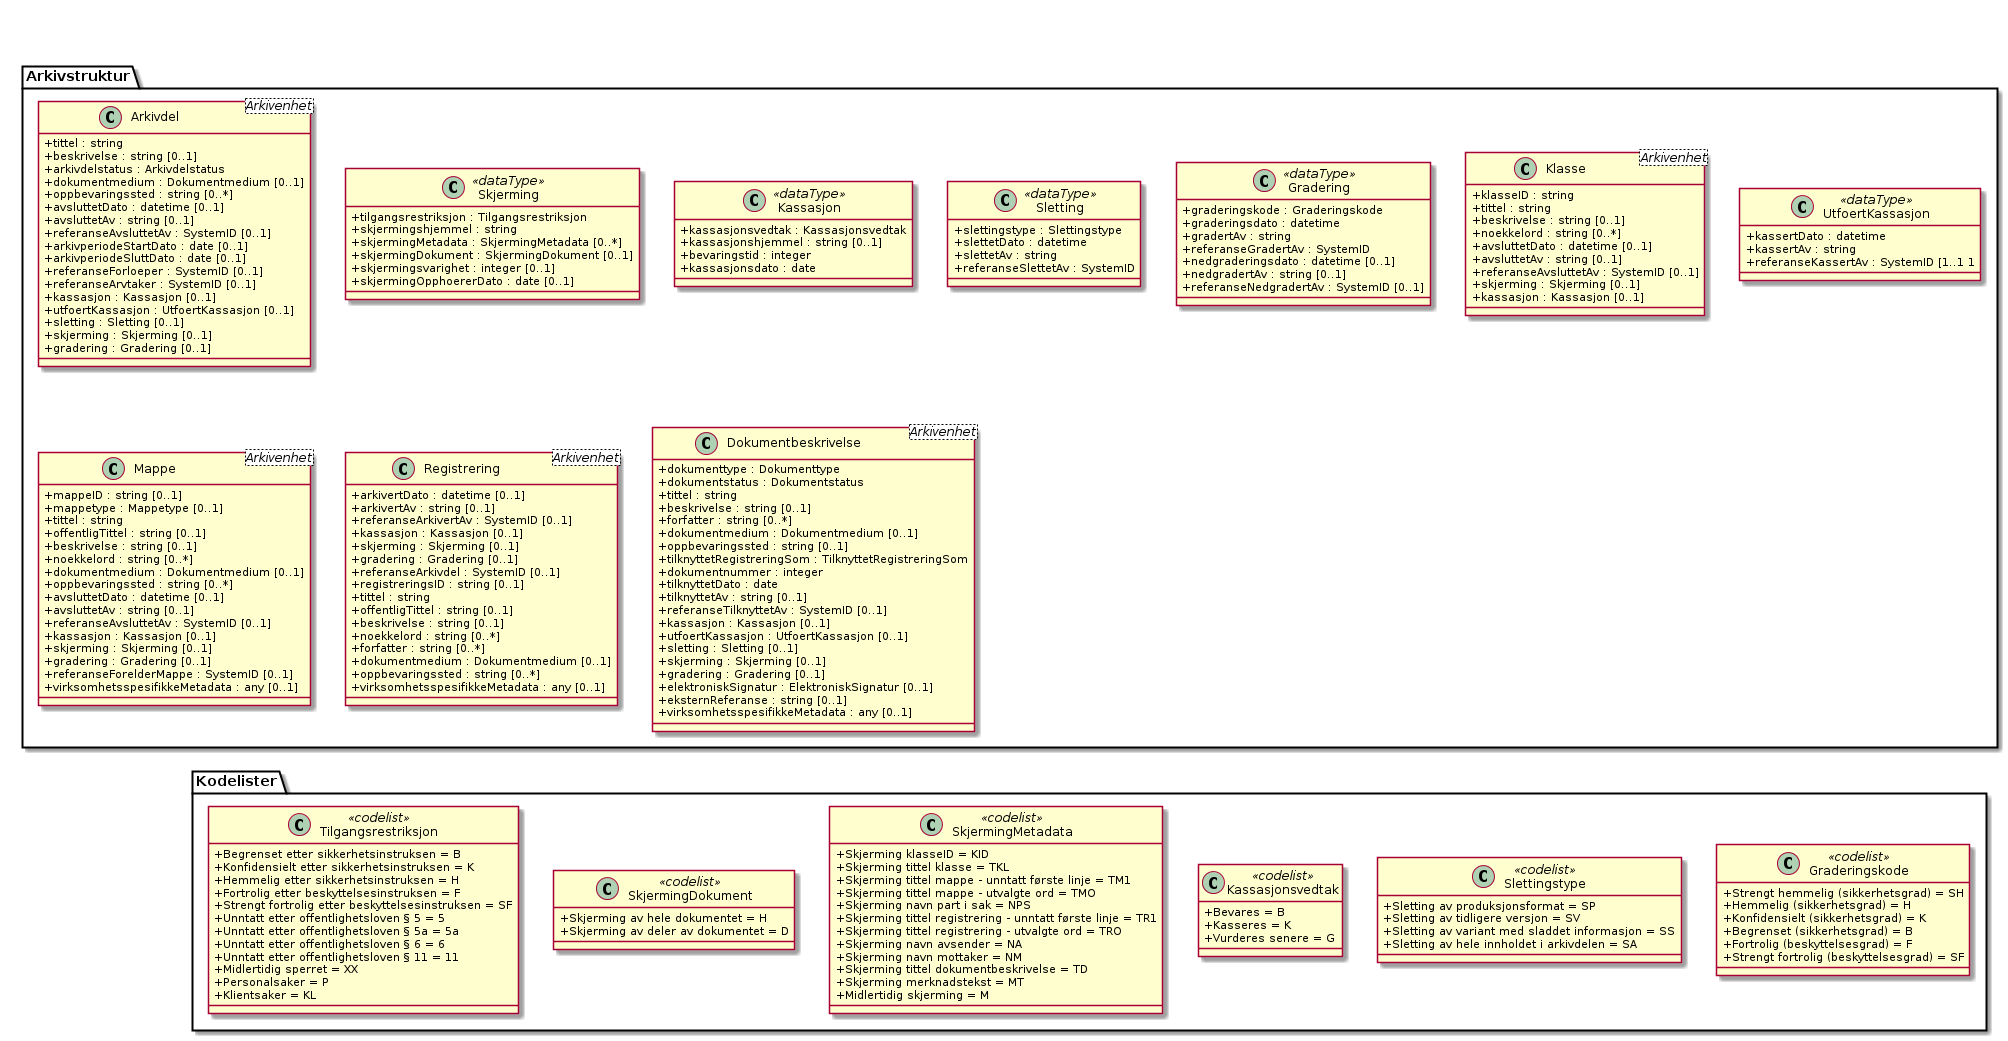 Arkivstruktur
Arkivenhet
Arkivdel
+tittel : string
+beskrivelse : string [0..1]
+arkivdelstatus : Arkivdelstatus
+dokumentmedium : Dokumentmedium [0..1]
+oppbevaringssted : string [0..*]
+avsluttetDato : datetime [0..1]
+avsluttetAv : string [0..1]
+referanseAvsluttetAv : SystemID [0..1]
+arkivperiodeStartDato : date [0..1]
+arkivperiodeSluttDato : date [0..1]
+referanseForloeper : SystemID [0..1]
+referanseArvtaker : SystemID [0..1]
+kassasjon : Kassasjon [0..1]
+utfoertKassasjon : UtfoertKassasjon [0..1]
+sletting : Sletting [0..1]
+skjerming : Skjerming [0..1]
+gradering : Gradering [0..1]
«dataType»
Skjerming
+tilgangsrestriksjon : Tilgangsrestriksjon
+skjermingshjemmel : string
+skjermingMetadata : SkjermingMetadata [0..*]
+skjermingDokument : SkjermingDokument [0..1]
+skjermingsvarighet : integer [0..1]
+skjermingOpphoererDato : date [0..1]
«dataType»
Kassasjon
+kassasjonsvedtak : Kassasjonsvedtak
+kassasjonshjemmel : string [0..1]
+bevaringstid : integer
+kassasjonsdato : date
«dataType»
Sletting
+slettingstype : Slettingstype
+slettetDato : datetime
+slettetAv : string
+referanseSlettetAv : SystemID
«dataType»
Gradering
+graderingskode : Graderingskode
+graderingsdato : datetime
+gradertAv : string
+referanseGradertAv : SystemID
+nedgraderingsdato : datetime [0..1]
+nedgradertAv : string [0..1]
+referanseNedgradertAv : SystemID [0..1]
Arkivenhet
Klasse
+klasseID : string
+tittel : string
+beskrivelse : string [0..1]
+noekkelord : string [0..*]
+avsluttetDato : datetime [0..1]
+avsluttetAv : string [0..1]
+referanseAvsluttetAv : SystemID [0..1]
+skjerming : Skjerming [0..1]
+kassasjon : Kassasjon [0..1]
«dataType»
UtfoertKassasjon
+kassertDato : datetime
+kassertAv : string
+referanseKassertAv : SystemID [1..1 1
Arkivenhet
Mappe
+mappeID : string [0..1]
+mappetype : Mappetype [0..1]
+tittel : string
+offentligTittel : string [0..1]
+beskrivelse : string [0..1]
+noekkelord : string [0..*]
+dokumentmedium : Dokumentmedium [0..1]
+oppbevaringssted : string [0..*]
+avsluttetDato : datetime [0..1]
+avsluttetAv : string [0..1]
+referanseAvsluttetAv : SystemID [0..1]
+kassasjon : Kassasjon [0..1]
+skjerming : Skjerming [0..1]
+gradering : Gradering [0..1]
+referanseForelderMappe : SystemID [0..1]
+virksomhetsspesifikkeMetadata : any [0..1]
Arkivenhet
Registrering
+arkivertDato : datetime [0..1]
+arkivertAv : string [0..1]
+referanseArkivertAv : SystemID [0..1]
+kassasjon : Kassasjon [0..1]
+skjerming : Skjerming [0..1]
+gradering : Gradering [0..1]
+referanseArkivdel : SystemID [0..1]
+registreringsID : string [0..1]
+tittel : string
+offentligTittel : string [0..1]
+beskrivelse : string [0..1]
+noekkelord : string [0..*]
+forfatter : string [0..*]
+dokumentmedium : Dokumentmedium [0..1]
+oppbevaringssted : string [0..*]
+virksomhetsspesifikkeMetadata : any [0..1]
Arkivenhet
Dokumentbeskrivelse
+dokumenttype : Dokumenttype
+dokumentstatus : Dokumentstatus
+tittel : string
+beskrivelse : string [0..1]
+forfatter : string [0..*]
+dokumentmedium : Dokumentmedium [0..1]
+oppbevaringssted : string [0..1]
+tilknyttetRegistreringSom : TilknyttetRegistreringSom
+dokumentnummer : integer
+tilknyttetDato : date
+tilknyttetAv : string [0..1]
+referanseTilknyttetAv : SystemID [0..1]
+kassasjon : Kassasjon [0..1]
+utfoertKassasjon : UtfoertKassasjon [0..1]
+sletting : Sletting [0..1]
+skjerming : Skjerming [0..1]
+gradering : Gradering [0..1]
+elektroniskSignatur : ElektroniskSignatur [0..1]
+eksternReferanse : string [0..1]
+virksomhetsspesifikkeMetadata : any [0..1]
Kodelister
«codelist»
Tilgangsrestriksjon
+Begrenset etter sikkerhetsinstruksen = B
+Konfidensielt etter sikkerhetsinstruksen = K
+Hemmelig etter sikkerhetsinstruksen = H
+Fortrolig etter beskyttelsesinstruksen = F
+Strengt fortrolig etter beskyttelsesinstruksen = SF
+Unntatt etter offentlighetsloven § 5 = 5
+Unntatt etter offentlighetsloven § 5a = 5a
+Unntatt etter offentlighetsloven § 6 = 6
+Unntatt etter offentlighetsloven § 11 = 11
+Midlertidig sperret = XX
+Personalsaker = P
+Klientsaker = KL
«codelist»
SkjermingDokument
+Skjerming av hele dokumentet = H
+Skjerming av deler av dokumentet = D
«codelist»
SkjermingMetadata
+Skjerming klasseID = KID
+Skjerming tittel klasse = TKL
+Skjerming tittel mappe - unntatt første linje = TM1
+Skjerming tittel mappe - utvalgte ord = TMO
+Skjerming navn part i sak = NPS
+Skjerming tittel registrering - unntatt første linje = TR1
+Skjerming tittel registrering - utvalgte ord = TRO
+Skjerming navn avsender = NA
+Skjerming navn mottaker = NM
+Skjerming tittel dokumentbeskrivelse = TD
+Skjerming merknadstekst = MT
+Midlertidig skjerming = M
«codelist»
Kassasjonsvedtak
+Bevares = B
+Kasseres = K
+Vurderes senere = G
«codelist»
Slettingstype
+Sletting av produksjonsformat = SP
+Sletting av tidligere versjon = SV
+Sletting av variant med sladdet informasjon = SS
+Sletting av hele innholdet i arkivdelen = SA
«codelist»
Graderingskode
+Strengt hemmelig (sikkerhetsgrad) = SH
+Hemmelig (sikkerhetsgrad) = H
+Konfidensielt (sikkerhetsgrad) = K
+Begrenset (sikkerhetsgrad) = B
+Fortrolig (beskyttelsesgrad) = F
+Strengt fortrolig (beskyttelsesgrad) = SF